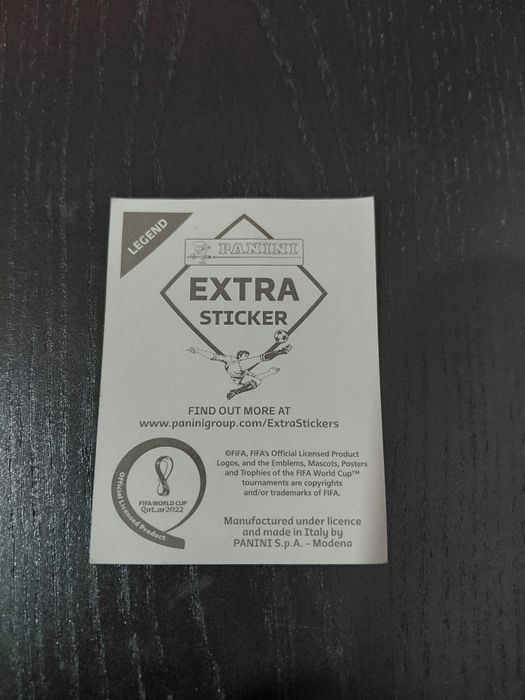 LEGEND
PANINI
EXTRA
STICKER
FIND OUT MORE AT
www.paninigroup.com/ExtraStickers
©FIFA, FIFA's Official Licensed Product
Logos, and the Emblems, Mascots, Posters
and Trophies of the FIFA World Cup™
tournaments are copyrights
and/or trademarks of FIFA.
FIFA WORLD CUP
Qatar2022
Official Licensed Product
Manufactured under licence
and made in Italy by
PANINI S.p.A. - Modena